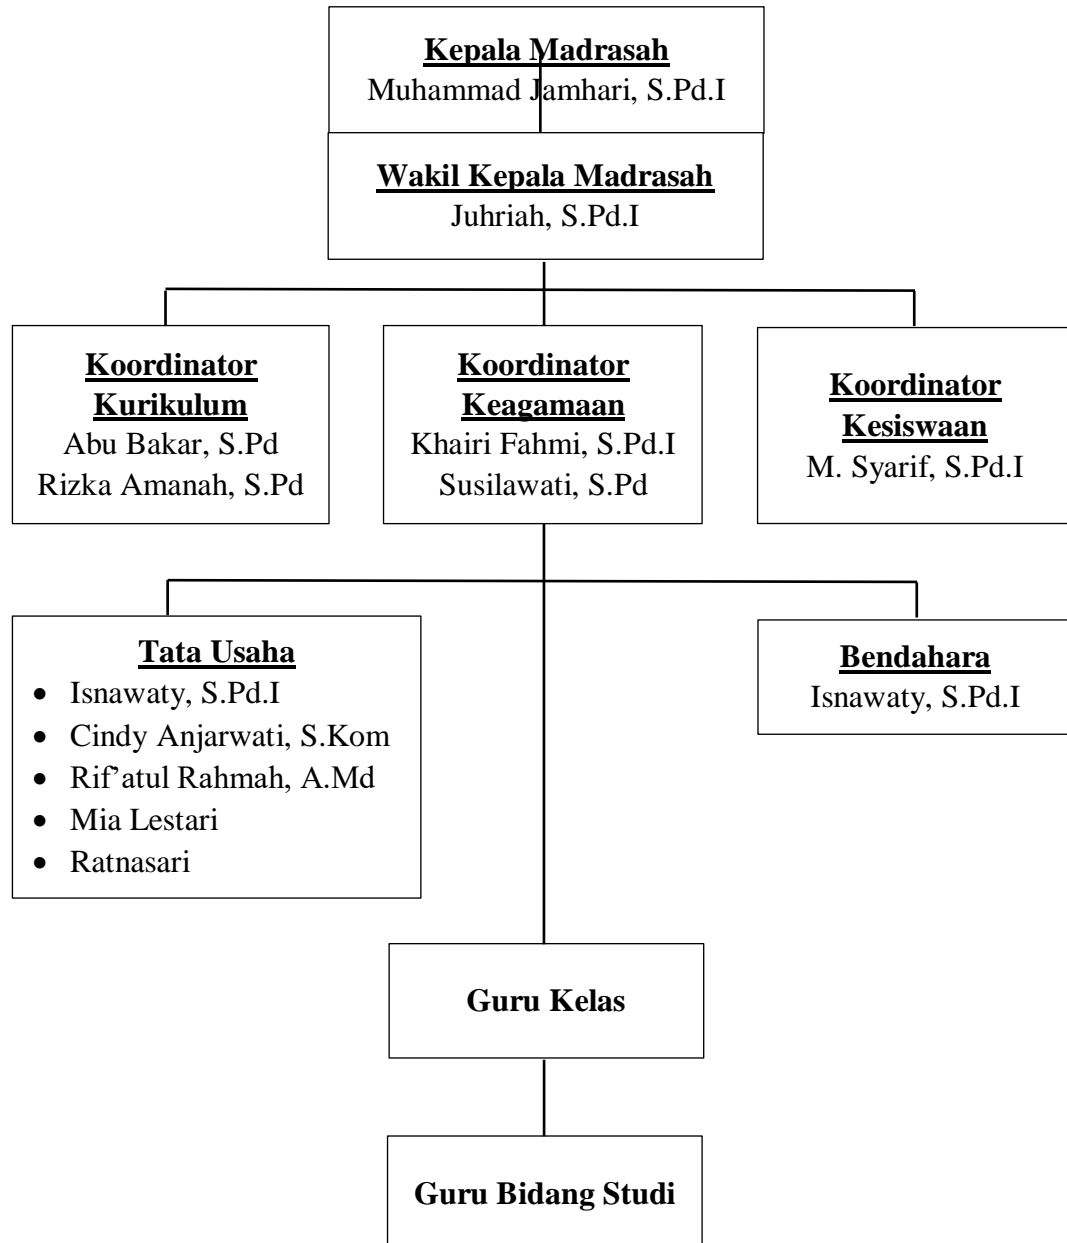 Kepala Madrasah
Muhammad Jamhari, S.Pd.I
Wakil Kepala Madrasah
Juhriah, S.Pd.I
Koordinator
Kurikulum
Abu Bakar, S.Pd
Rizka Amanah, S.Pd
Koordinator
Keagamaan
Khairi Fahmi, S.Pd.I
Susilawati, S.Pd
Koordinator
Kesiswaan
M. Syarif, S.Pd.I
Tata Usaha
• Isnawaty, S.Pd.I
• Cindy Anjarwati, S.Kom
• Rif’atul Rahmah, A.Md
• Mia Lestari
• Ratnasari
Bendahara
Isnawaty, S.Pd.I
Guru Kelas
Guru Bidang Studi